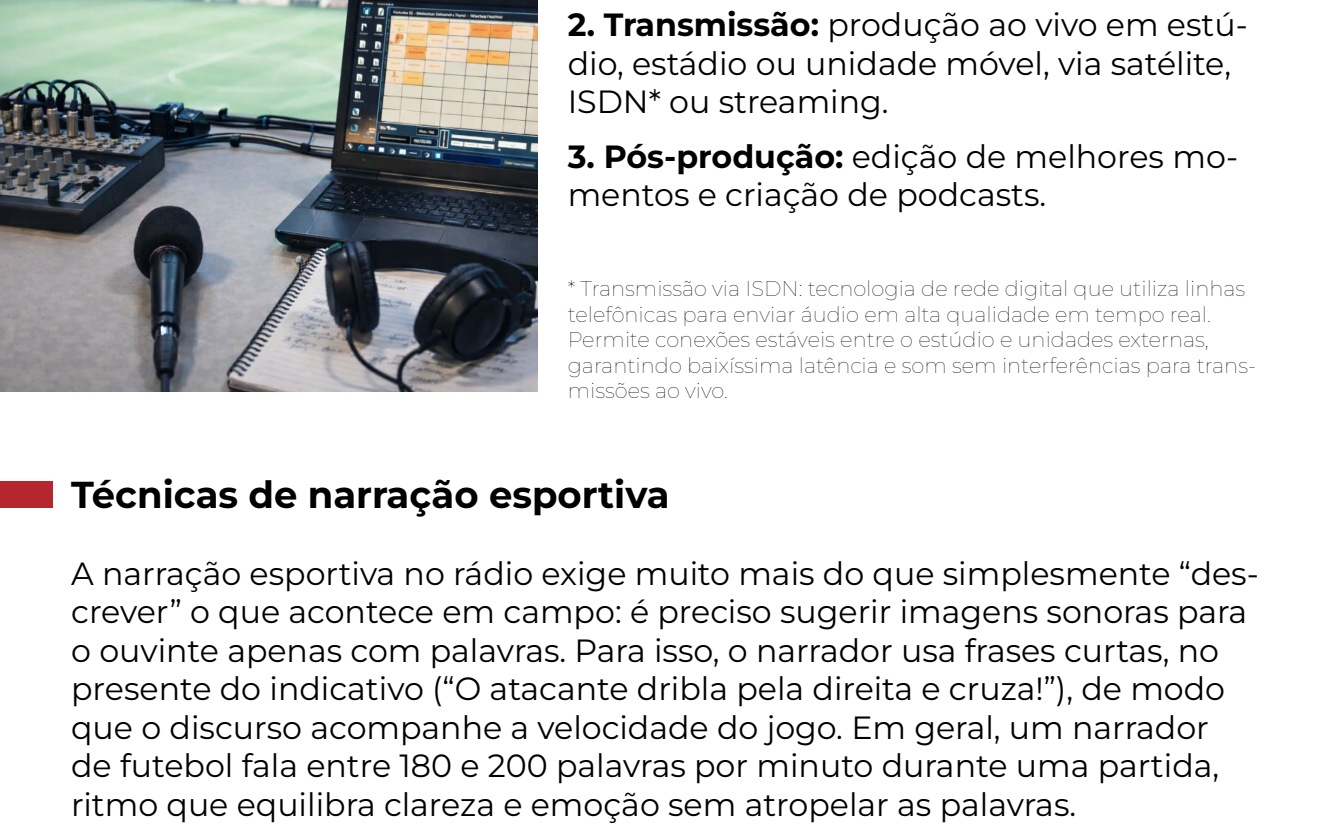 2. Transmissão: produção ao vivo em estú-
dio, estádio ou unidade móvel, via satélite,
ISDN* ou streaming.
3. Pós-produção: edição de melhores mo-
mentos e criação de podcasts.
* Transmissão via ISDN: tecnologia de rede digital que utiliza linhas
telefônicas para enviar áudio em alta qualidade em tempo real.
Permite conexões estáveis entre o estúdio e unidades externas,
garantindo baixíssima latência e som sem interferências para trans-
missões ao vivo.
Técnicas de narração esportiva
A narração esportiva no rádio exige muito mais do que simplesmente “des-
crever” o que acontece em campo: é preciso sugerir imagens sonoras para
o ouvinte apenas com palavras. Para isso, o narrador usa frases curtas, no
presente do indicativo (“O atacante dribla pela direita e cruza!”), de modo
que o discurso acompanhe a velocidade do jogo. Em geral, um narrador
de futebol fala entre 180 e 200 palavras por minuto durante uma partida,
ritmo que equilibra clareza e emoção sem atropelar as palavras.